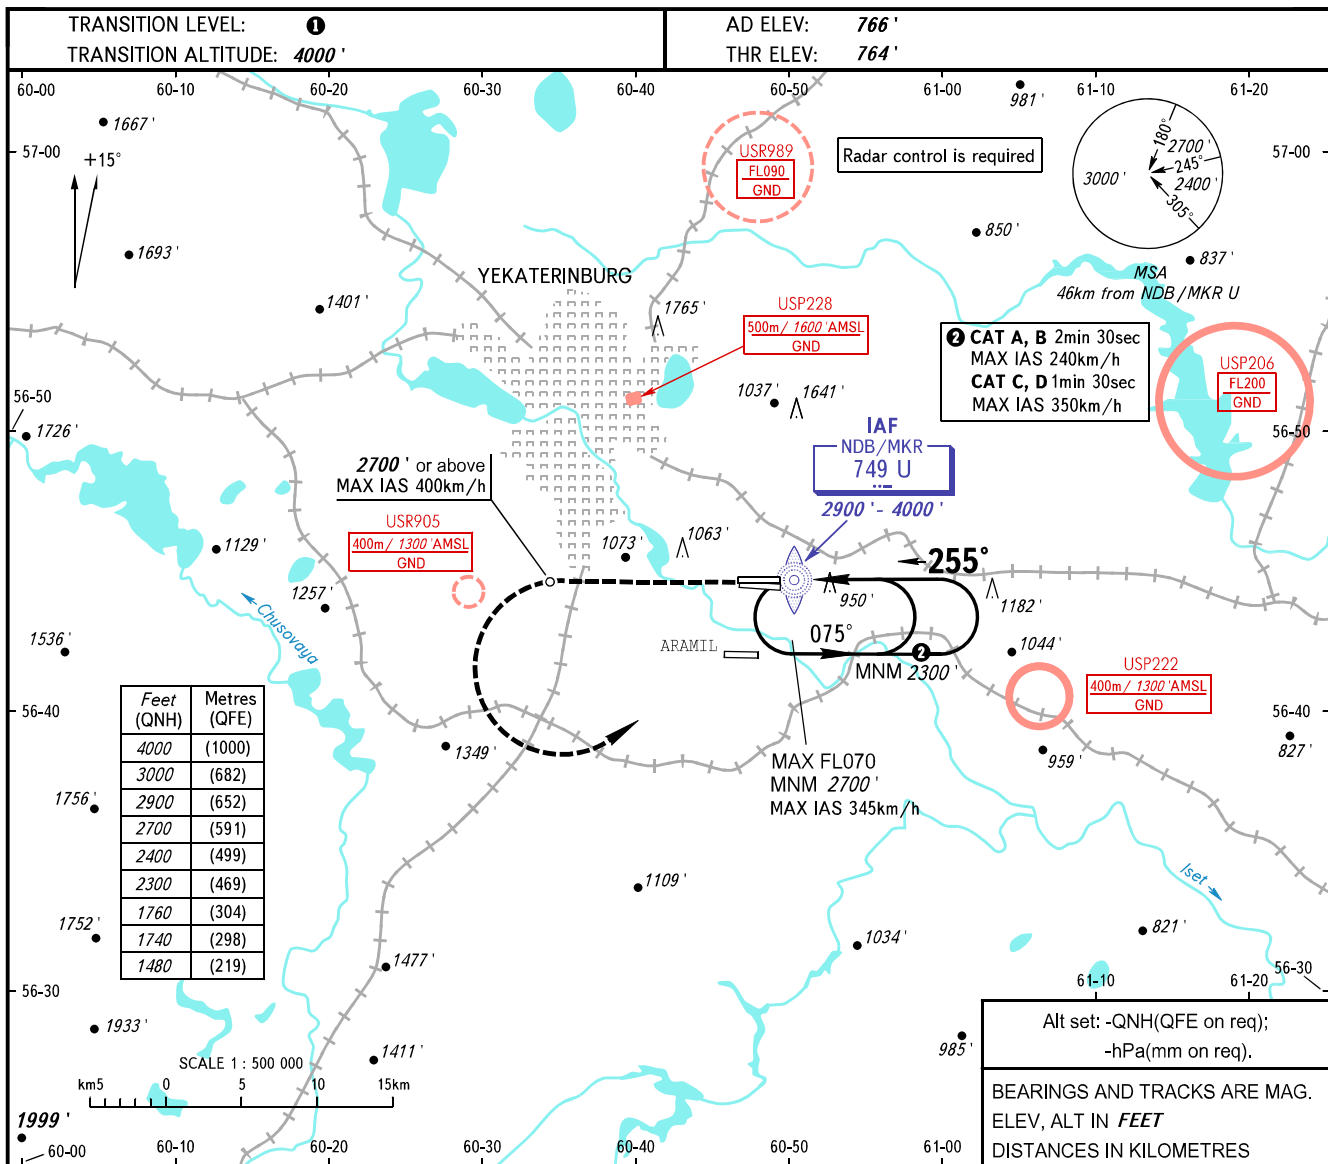 TRANSITION LEVEL: ❶
TRANSITION ALTITUDE: 4000 '
AD ELEV: 766 '
THR ELEV: 764 '
60-00 60-10 60-20 60-30 60-40 60-50 61-00 61-10 61-20
981 '
1667 '
+15°
57-00
57-00
USR989
FL090
GND
Radar control is required
180°
2700 '
245°
3000 '
2400 '
305°
850 '
837 '
MSA
46km from NDB/MKR U
1693 '
YEKATERINBURG
1401 '
1765 '
USP228
500m/ 1600 'AMSL
GND
❷ CAT A, B 2min 30sec
MAX IAS 240km/h
CAT C, D 1min 30sec
MAX IAS 350km/h
USP206
FL200
GND
56-50
56-50
1726 '
1037 '
1641 '
IAF
NDB/MKR
749 U
2900 '- 4000 '
2700 ' or above
MAX IAS 400km/h
USR905
400m/ 1300 'AMSL
GND
1129 '
1073 '
1063 '
255°
950 '
1182 '
1257 '
Chusovaya
075°
ARAMIL
❷
MNM 2300 '
1044 '
1536 '
USP222
400m/ 1300 'AMSL
GND
56-40
56-40
Feet Metres
(QNH) (QFE)
4000 (1000)
3000 (682)
2900 (652)
2700 (591)
2400 (499)
2300 (469)
1760 (304)
1740 (298)
1480 (219)
1349 '
MAX FL070
MNM 2700 '
MAX IAS 345km/h
959 '
827 '
1756 '
1109 '
Iset
1752 '
1034 '
821 '
1477 '
56-30
56-30
61-10 61-20
1933 '
985 '
1411 '
SCALE 1 : 500 000
km5 0 5 10 15km
Alt set: -QNH(QFE on req);
-hPa(mm on req).
BEARINGS AND TRACKS ARE MAG.
ELEV, ALT IN FEET
DISTANCES IN KILOMETRES
1999 '
60-00 60-10 60-20 60-30 60-40 60-50 61-00